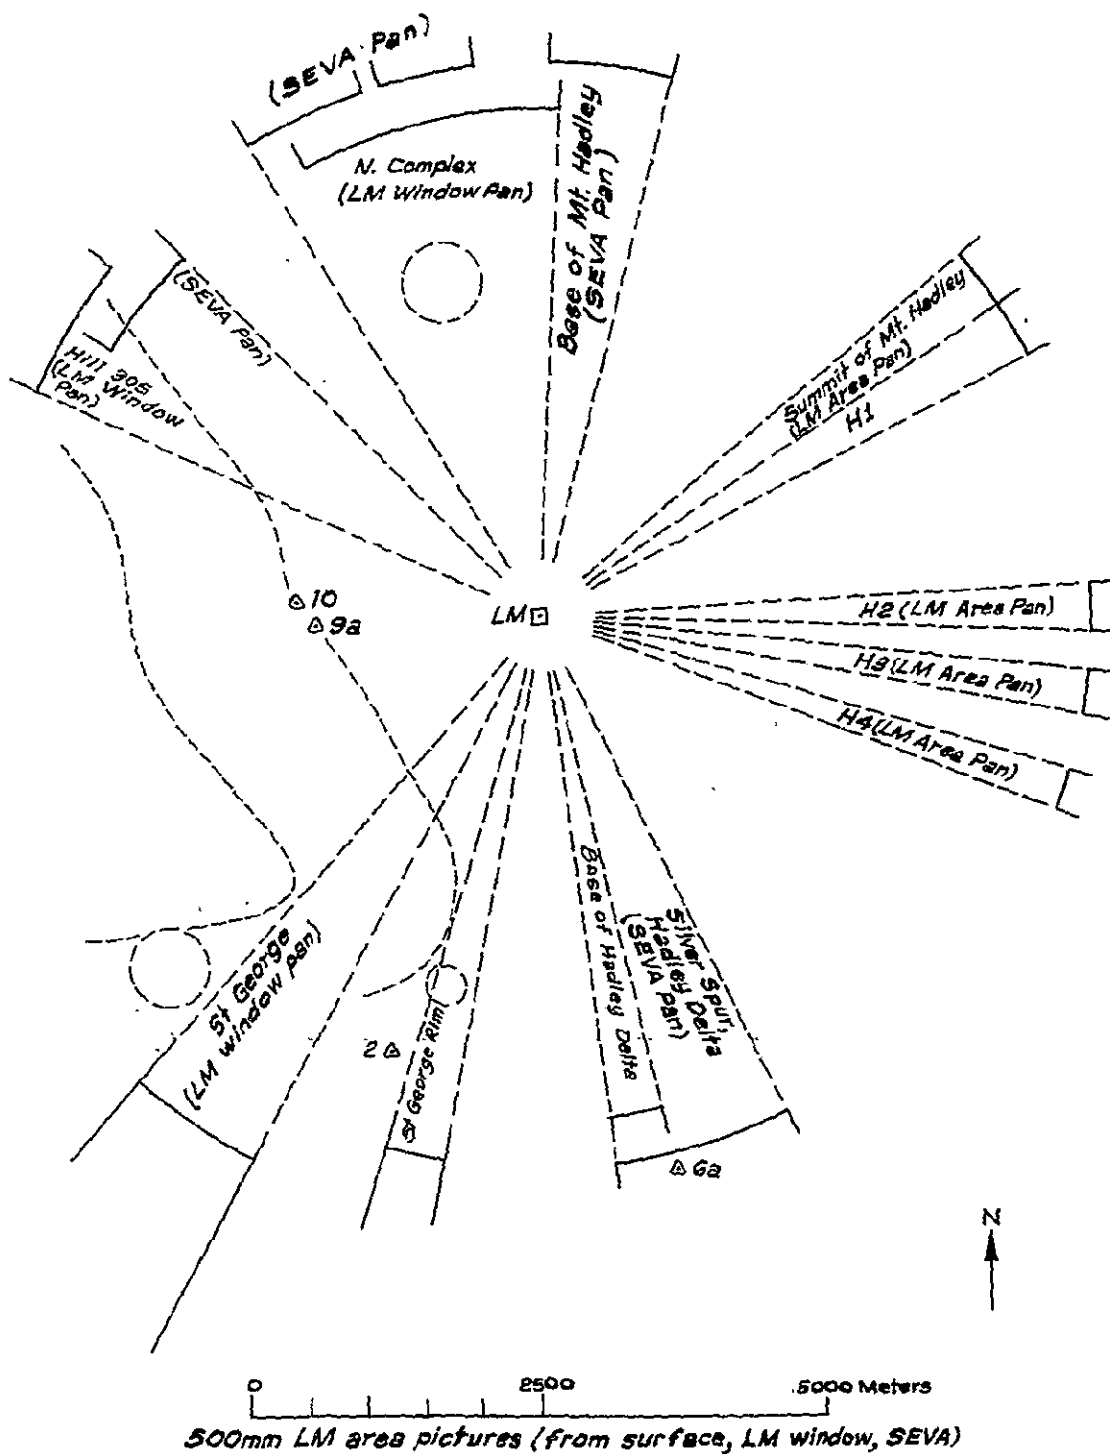 (SEVA Pan)
N. Complex
(LM Window Pan)
Base of Mt. Hadley
(SEVA Pan)
(SEVA Pan)
Hill 305
(LM Window
Pan)
Summit of Mt. Hadley
(LM Area Pan)
H1
10
9a
LM
H2 (LM Area Pan)
H3 (LM Area Pan)
H4 (LM Area Pan)
St George
(LM window pan)
2
St George Rim
Base of Hadley Delta
Silver Spur,
Hadley Delta
(SEVA Pan)
6a
N
0 2500 5000 Meters
500mm LM area pictures (from surface, LM window, SEVA)